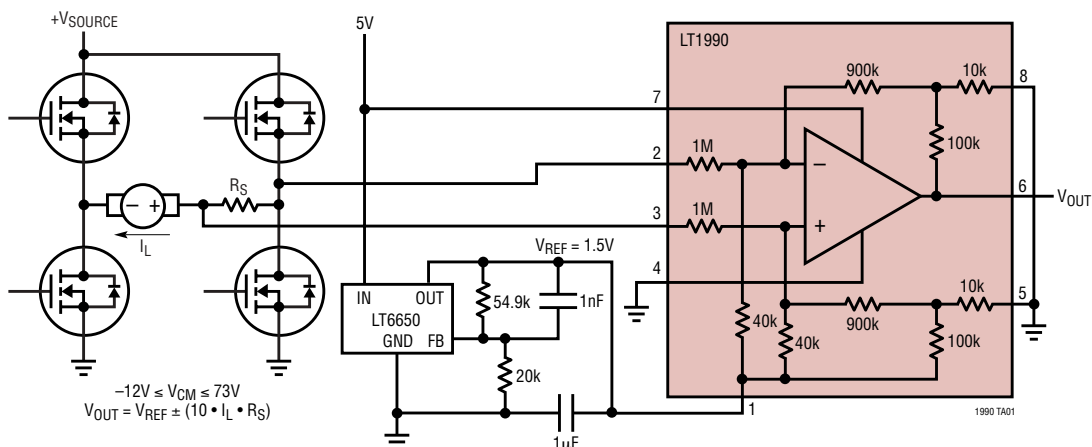 +VSOURCE
5V
LT1990
900k
10k
8
7
100k
1M
2
–
6
VOUT
RS
– +
3
1M
+
IL
VREF = 1.5V
4
10k
5
IN
OUT
54.9k
1nF
900k
LT6650
GND
FB
40k
40k
100k
20k
–12V ≤ VCM ≤ 73V
VOUT = VREF ± (10 • IL • RS)
1
1µF
1990 TA01